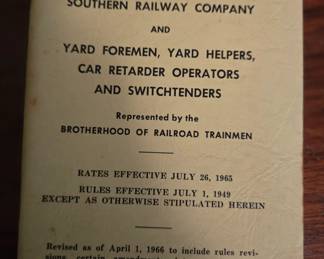 SOUTHERN RAILWAY COMPANY
AND
YARD FOREMEN, YARD HELPERS,
CAR RETARDER OPERATORS
AND SWITCHTENDERS
Represented by the
BROTHERHOOD OF RAILROAD TRAINMEN
RATES EFFECTIVE JULY 26, 1965
RULES EFFECTIVE JULY 1, 1949
EXCEPT AS OTHERWISE STIPULATED HEREIN
Revised as of April 1, 1966 to include rules revi-
sions, certain